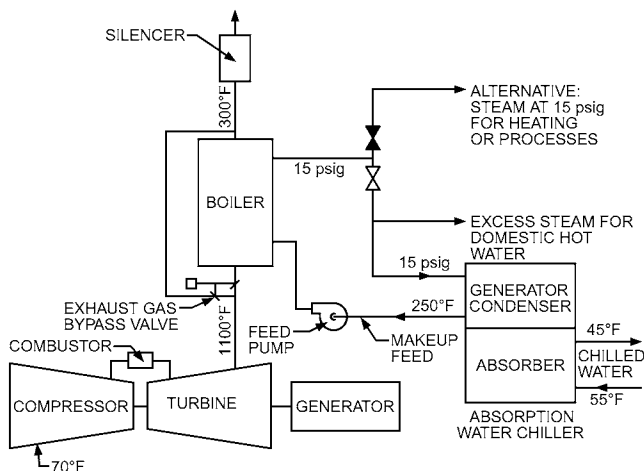 SILENCER
300°F
ALTERNATIVE:
STEAM AT 15 psig
FOR HEATING
OR PROCESSES
15 psig
BOILER
EXCESS STEAM FOR
DOMESTIC HOT
WATER
15 psig
GENERATOR
CONDENSER
EXHAUST GAS
BYPASS VALVE
1100°F
FEED
PUMP
250°F
MAKEUP
FEED
45°F
CHILLED
WATER
55°F
ABSORBER
COMBUSTOR
COMPRESSOR
TURBINE
GENERATOR
ABSORPTION
WATER CHILLER
70°F